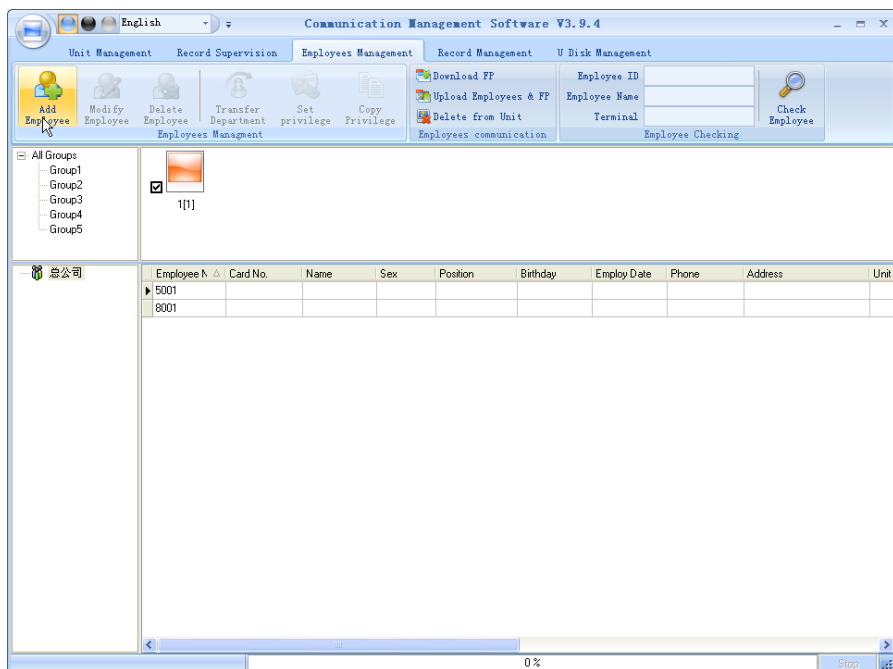 English
Communication Management Software V3.9.4
Unit Management Record Supervision Employees Management Record Management U Disk Management
Add Employee
Modify Employee
Delete Employee
Transfer Department
Set privilege
Copy Privilege
Employees Managment
Download FP
Upload Employees & FP
Delete from Unit
Employees communication
Employee ID
Employee Name
Terminal
Check Employee
Employee Checking
All Groups
Group1
Group2
Group3
Group4
Group5
1[1]
总公司
Employee N Card No. Name Sex Position Birthday Employ Date Phone Address Unit
5001
8001
0 %
Stop